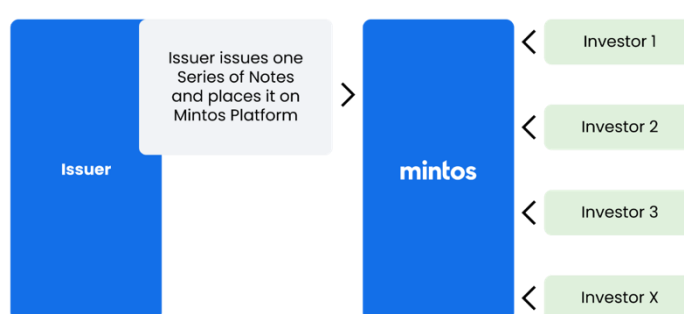 Issuer issues one
Series of Notes
and places it on
Mintos Platform
Issuer
mintos
Investor 1
Investor 2
Investor 3
Investor X